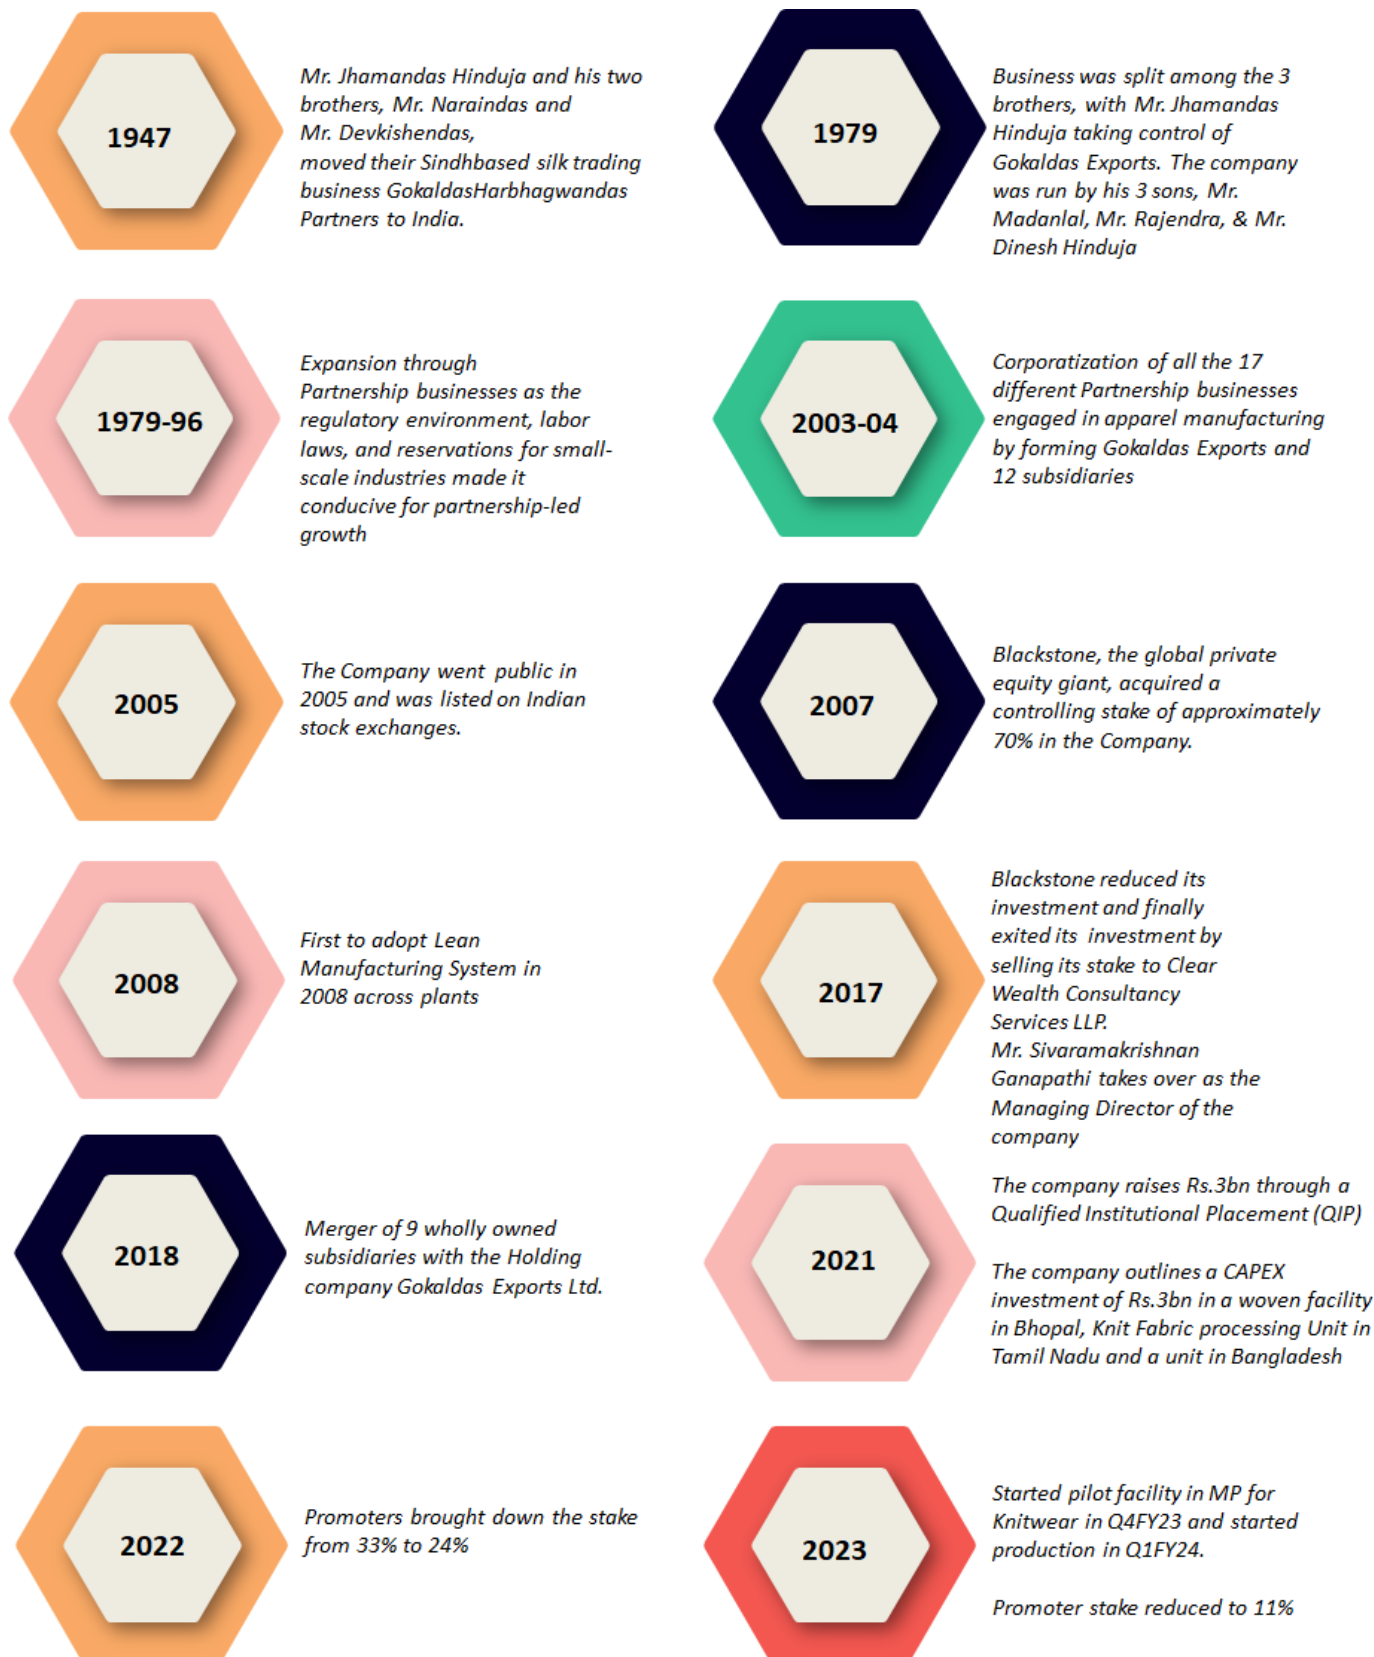 1947
Mr. Jhamandas Hinduja and his two
brothers, Mr. Naraindas and
Mr. Devkishendas,
moved their Sindhbased silk trading
business GokaldasHarbhagwandas
Partners to India.
1979
Business was split among the 3
brothers, with Mr. Jhamandas
Hinduja taking control of
Gokaldas Exports. The company
was run by his 3 sons, Mr.
Madanlal, Mr. Rajendra, & Mr.
Dinesh Hinduja
1979-96
Expansion through
Partnership businesses as the
regulatory environment, labor
laws, and reservations for small-
scale industries made it
conducive for partnership-led
growth
2003-04
Corporatization of all the 17
different Partnership businesses
engaged in apparel manufacturing
by forming Gokaldas Exports and
12 subsidiaries
2005
The Company went public in
2005 and was listed on Indian
stock exchanges.
2007
Blackstone, the global private
equity giant, acquired a
controlling stake of approximately
70% in the Company.
2008
First to adopt Lean
Manufacturing System in
2008 across plants
2017
Blackstone reduced its
investment and finally
exited its investment by
selling its stake to Clear
Wealth Consultancy
Services LLP.
Mr. Sivaramakrishnan
Ganapathi takes over as the
Managing Director of the
company
2018
Merger of 9 wholly owned
subsidiaries with the Holding
company Gokaldas Exports Ltd.
2021
The company raises Rs.3bn through a
Qualified Institutional Placement (QIP)
The company outlines a CAPEX
investment of Rs.3bn in a woven facility
in Bhopal, Knit Fabric processing Unit in
Tamil Nadu and a unit in Bangladesh
2022
Promoters brought down the stake
from 33% to 24%
2023
Started pilot facility in MP for
Knitwear in Q4FY23 and started
production in Q1FY24.
Promoter stake reduced to 11%